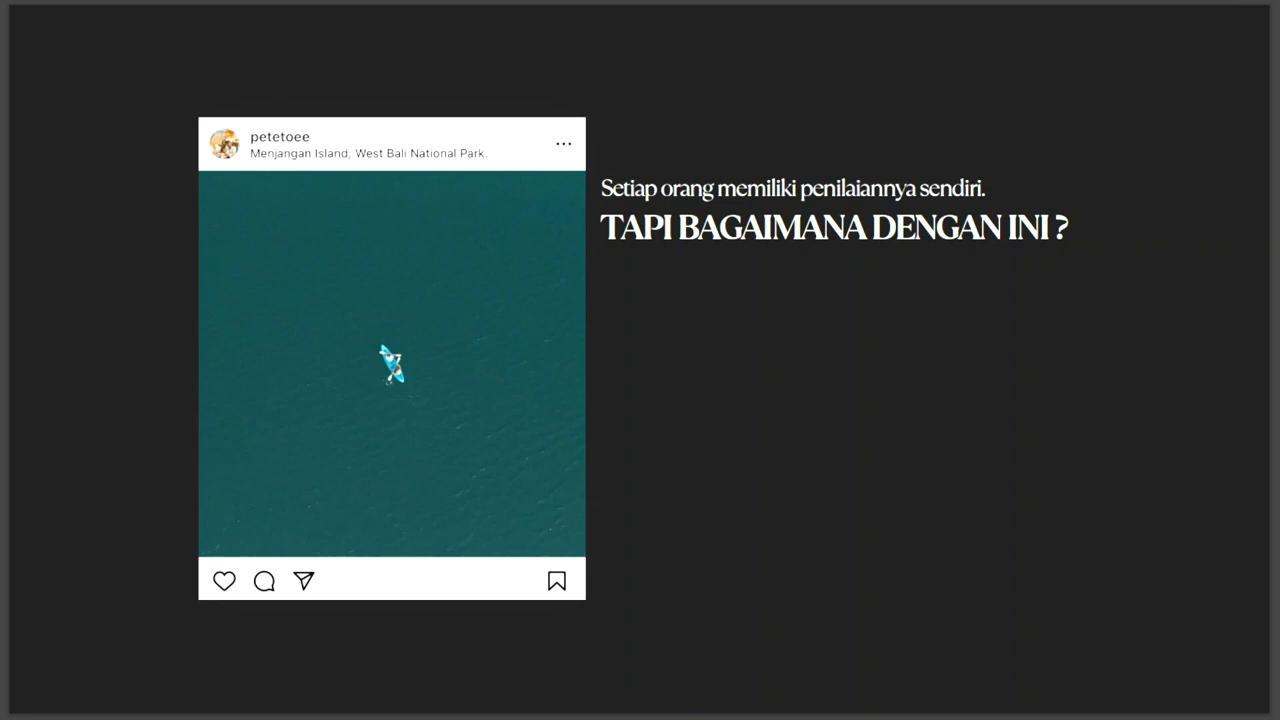 petetoee
Menjangan Island, West Bali National Park.
Setiap orang memiliki penilaiannya sendiri.
TAPI BAGAIMANA DENGAN INI ?